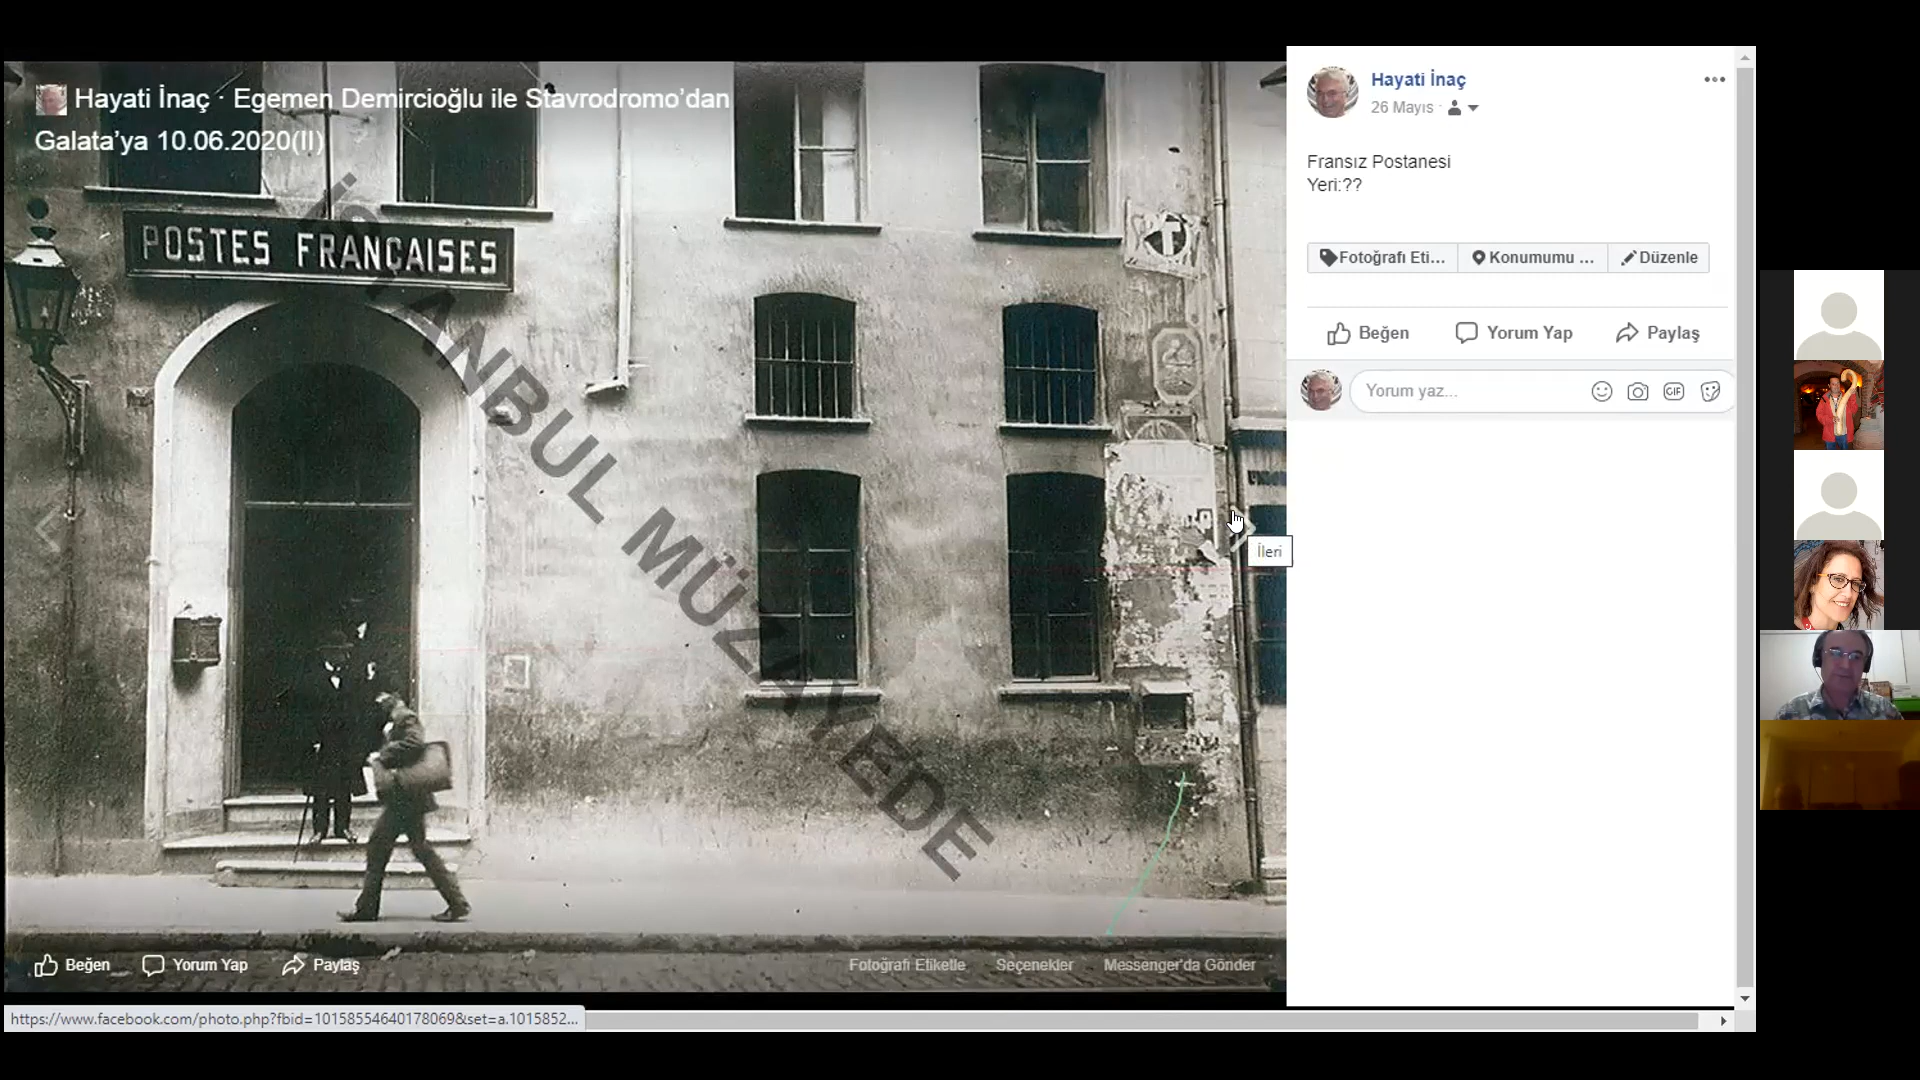 Hayati İnaç · Egemen Demircioğlu ile Stavrodromo’dan
Galata’ya 10.06.2020(II)
POSTES FRANÇAISES
İSTANBUL MÜZAYEDE
İleri
Beğen
Yorum Yap
Paylaş
Fotoğrafı Etiketle
Seçenekler
Messenger'da Gönder
https://www.facebook.com/photo.php?fbid=10158554640178069&set=a.1015852...
Hayati İnaç
26 Mayıs ·
Fransız Postanesi
Yeri:??
Fotoğrafı Eti...
Konumumu ...
Düzenle
Beğen
Yorum Yap
Paylaş
Yorum yaz...
GIF